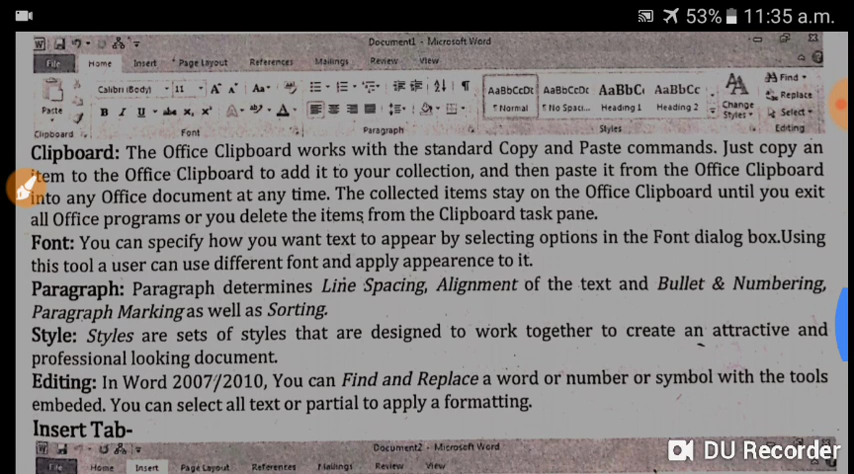 53% 11:35 a.m.
Document1 - Microsoft Word
File Home Insert Page Layout References Mailings Review View
Calibri (Body) 11 A A Aa AaBbCcDc AaBbCcDc AaBbC AaBbCc A Find
Paste Replace
B I U abc x, x² A aby A ¶ Normal ¶ No Spaci... Heading 1 Heading 2 Change Styles Select
Clipboard Font Paragraph Styles Editing
Clipboard: The Office Clipboard works with the standard Copy and Paste commands. Just copy an
item to the Office Clipboard to add it to your collection, and then paste it from the Office Clipboard
into any Office document at any time. The collected items stay on the Office Clipboard until you exit
all Office programs or you delete the items from the Clipboard task pane.
Font: You can specify how you want text to appear by selecting options in the Font dialog box.Using
this tool a user can use different font and apply appearence to it.
Paragraph: Paragraph determines Line Spacing, Alignment of the text and Bullet & Numbering,
Paragraph Marking as well as Sorting.
Style: Styles are sets of styles that are designed to work together to create an attractive and
professional looking document.
Editing: In Word 2007/2010, You can Find and Replace a word or number or symbol with the tools
embeded. You can select all text or partial to apply a formatting.
Insert Tab-
DU Recorder
Document2 - Microsoft Word
File Home Insert Page Layout References Mailings Review View